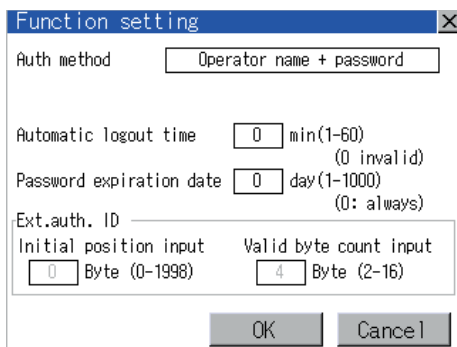 Function setting
Auth method Operator name + password
Automatic logout time 0 min(1-60)
(0 invalid)
Password expiration date 0 day(1-1000)
(0: always)
Ext.auth. ID
Initial position input Valid byte count input
0 Byte (0-1998) 4 Byte (2-16)
OK Cancel